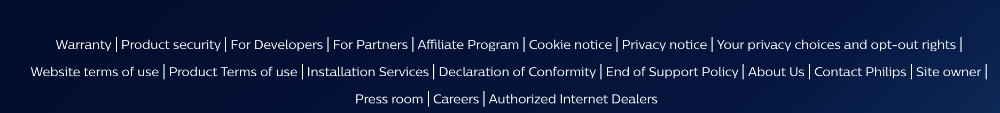 Warranty | Product security | For Developers | For Partners | Affiliate Program | Cookie notice | Privacy notice | Your privacy choices and opt-out rights |
Website terms of use | Product Terms of use | Installation Services | Declaration of Conformity | End of Support Policy | About Us | Contact Philips | Site owner |
Press room | Careers | Authorized Internet Dealers